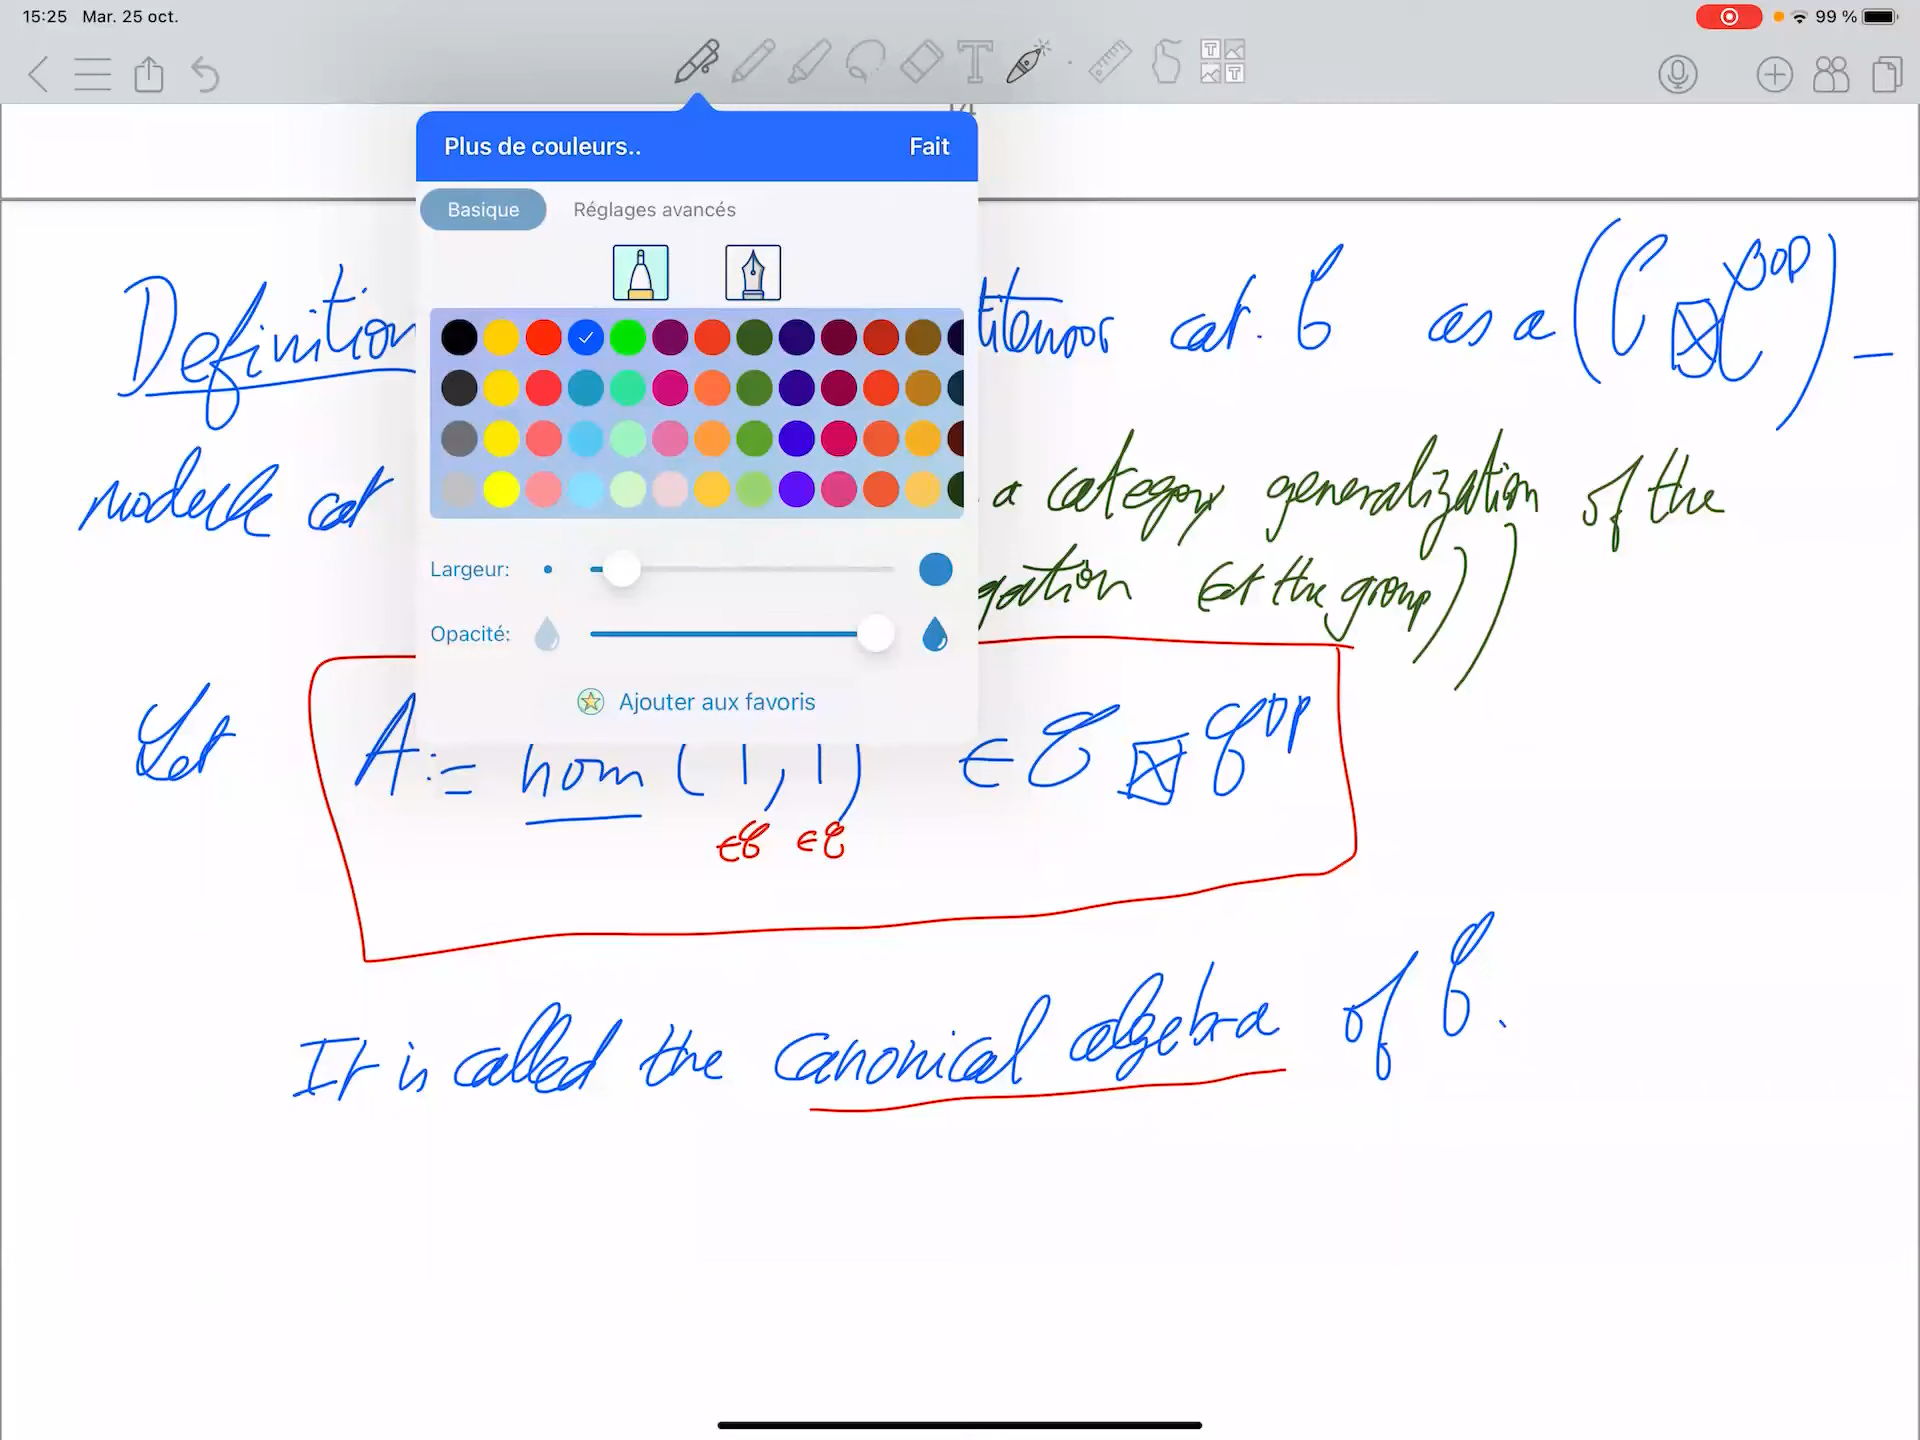 15:25 Mar. 25 oct. 99 %
Plus de couleurs.. Fait
Basique Réglages avancés
Largeur:
Opacité:
Ajouter aux favoris
Definition cat. C as a (C ⊠ C^op) –
module cat a category generalization of the
(at the group))
Let A := hom (1, 1) ∈ C ⊠ C^op
∈C ∈C
It is called the canonical algebra of C.